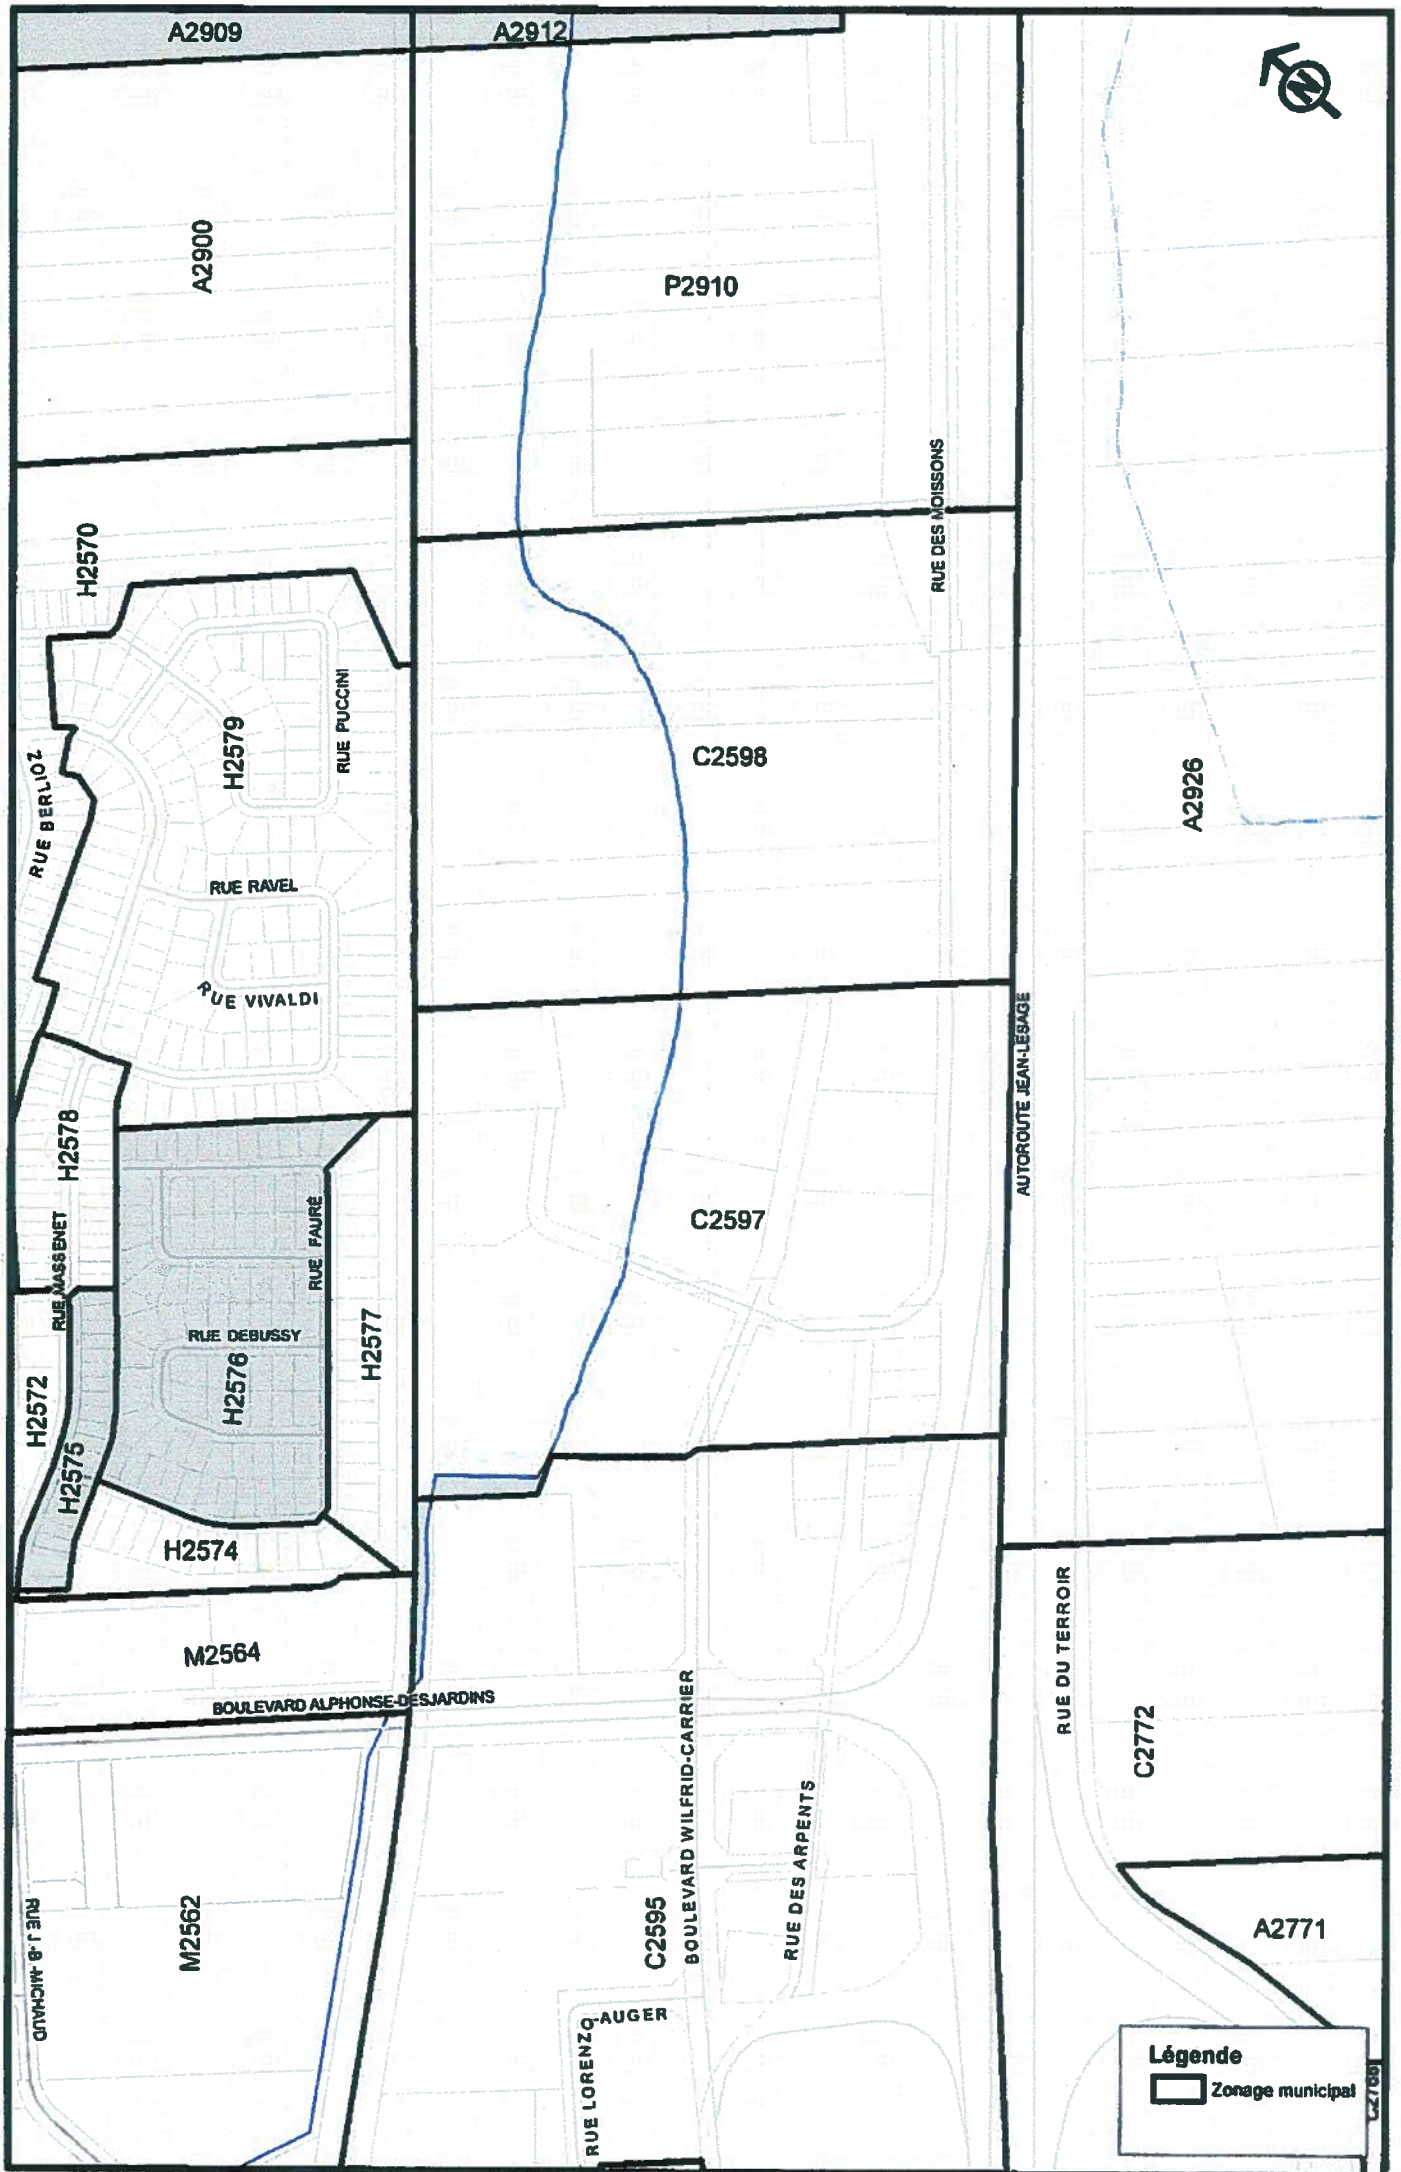 A2909
A2912
N
A2900
P2910
RUE DES MOISSONS
H2570
H2579
RUE PUCCINI
RUE BERLIOZ
C2598
A2926
RUE RAVEL
RUE VIVALDI
AUTOROUTE JEAN-LESAGE
H2578
RUE MASSENET
RUE FAURÉ
C2597
RUE DEBUSSY
H2577
H2576
H2572
H2575
H2574
M2564
BOULEVARD ALPHONSE-DESJARDINS
RUE DU TERROIR
C2772
BOULEVARD WILFRID-CARRIER
RUE DES ARPENTS
M2562
C2595
RUE J.-B.-MICHAUD
A2771
RUE LORENZO-AUGER
Légende
Zonage municipal